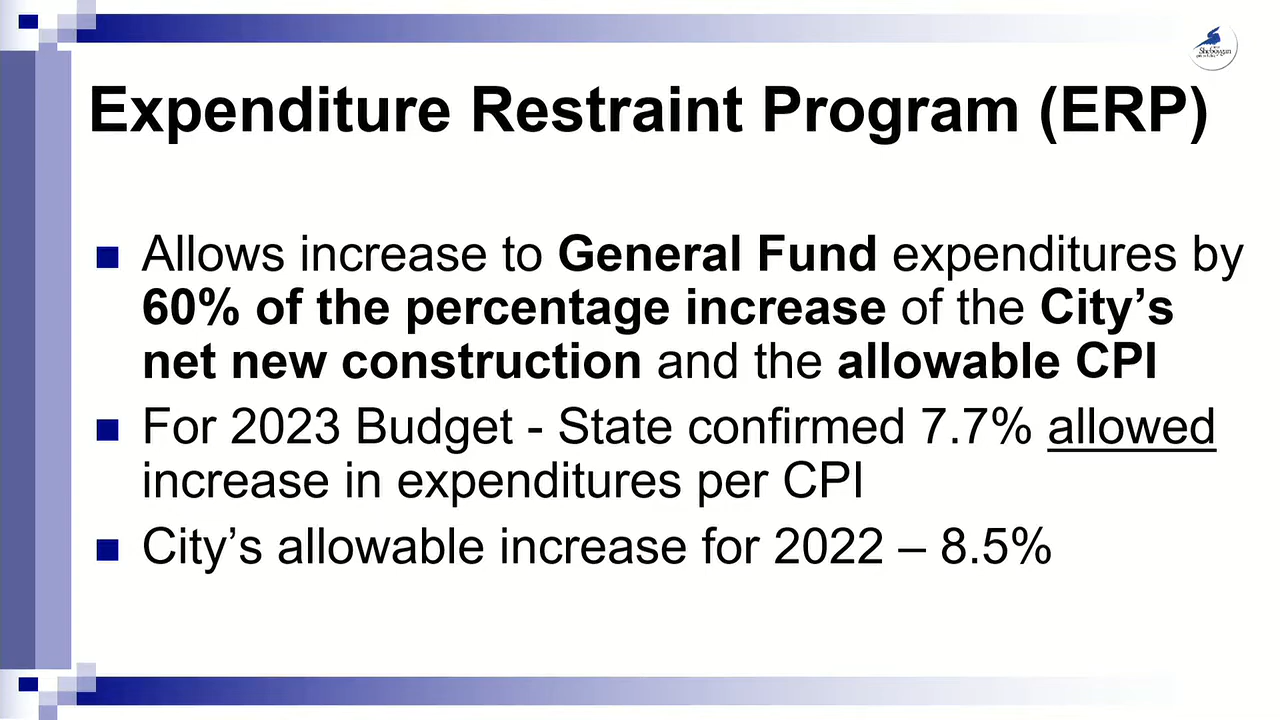 Sheboygan
Expenditure Restraint Program (ERP)
Allows increase to General Fund expenditures by
60% of the percentage increase of the City’s
net new construction and the allowable CPI
For 2023 Budget - State confirmed 7.7% allowed
increase in expenditures per CPI
City’s allowable increase for 2022 – 8.5%